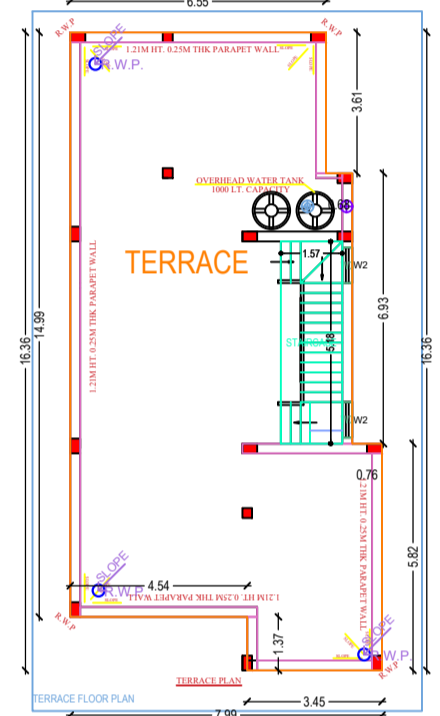 6.55
R.W.P
R.W.P
SLOPE
R.W.P.
1.21M HT. 0.25M THK PARAPET WALL
3.61
OVERHEAD WATER TANK
1000 LT. CAPACITY
TERRACE
1.57
W2
5.18
6.93
16.36
14.99
16.36
1.21M HT. 0.25M THK PARAPET WALL
W2
0.76
1.21M HT. 0.25M THK PARAPET WALL
5.82
SLOPE
R.W.P
4.54
1.21M HT. 0.25M THK PARAPET WALL
R.W.P
1.37
SLOPE
R.W.P.
R.W.P
TERRACE PLAN
TERRACE FLOOR PLAN
3.45
7.99